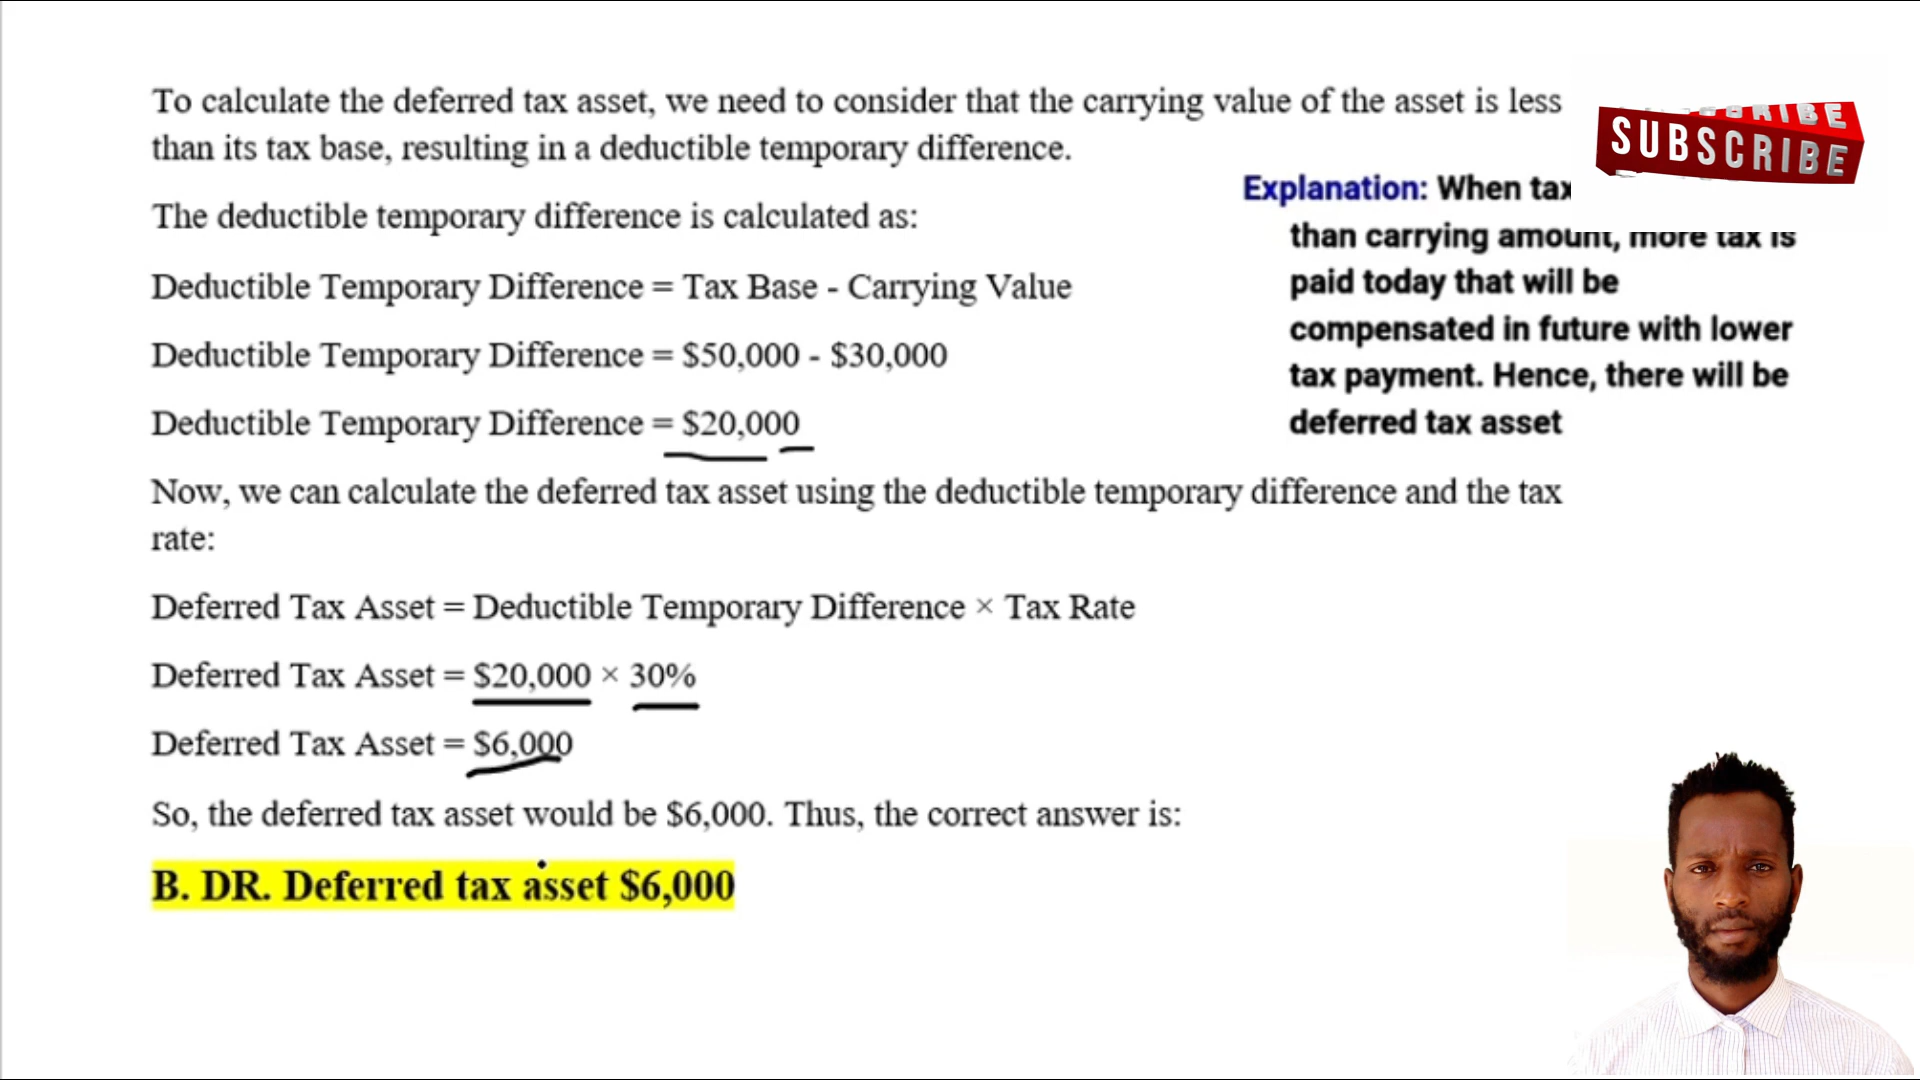 To calculate the deferred tax asset, we need to consider that the carrying value of the asset is less
than its tax base, resulting in a deductible temporary difference.
The deductible temporary difference is calculated as:
Deductible Temporary Difference = Tax Base - Carrying Value
Deductible Temporary Difference = $50,000 - $30,000
Deductible Temporary Difference = $20,000
Explanation: When tax
than carrying amount, more tax is
paid today that will be
compensated in future with lower
tax payment. Hence, there will be
deferred tax asset
SUBSCRIBE
Now, we can calculate the deferred tax asset using the deductible temporary difference and the tax
rate:
Deferred Tax Asset = Deductible Temporary Difference × Tax Rate
Deferred Tax Asset = $20,000 × 30%
Deferred Tax Asset = $6,000
So, the deferred tax asset would be $6,000. Thus, the correct answer is:
B. DR. Deferred tax asset $6,000